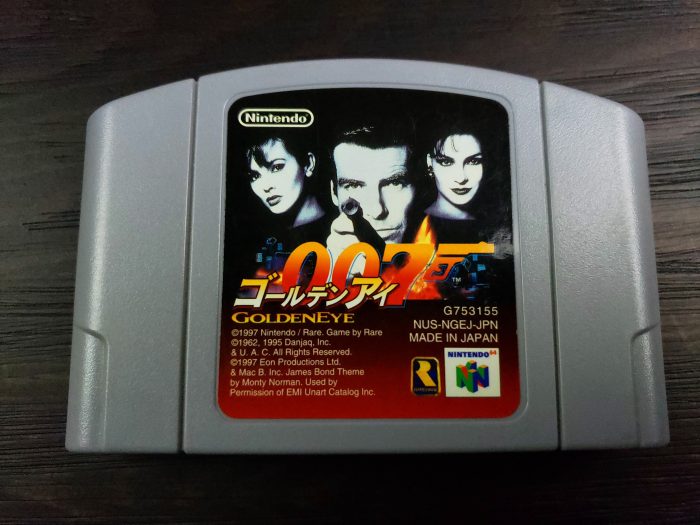 Nintendo
007
ゴールデンアイ
™
GOLDENEYE
G753155
NUS-NGEJ-JPN
MADE IN JAPAN
©1997 Nintendo / Rare. Game by Rare
©1962, 1995 Danjaq, Inc.
& U. A. C. All Rights Reserved.
©1997 Eon Productions Ltd.
& Mac B. Inc. James Bond Theme
by Monty Norman. Used by
Permission of EMI Unart Catalog Inc.
R
NINTENDO 64
N